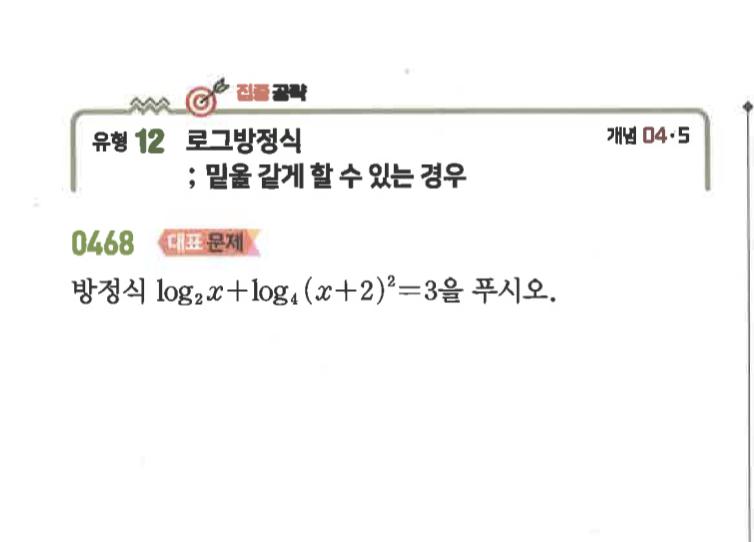 집중 공략
유형 12 로그방정식
개념 04·5
; 밑을 같게 할 수 있는 경우
0468 대표 문제
방정식 log₂x+log₄(x+2)²=3을 푸시오.